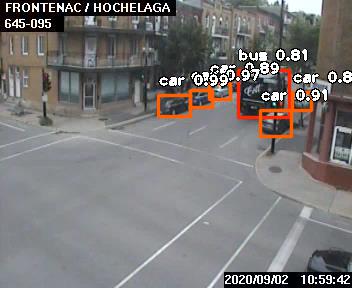 FRONTENAC / HOCHELAGA
645-095
bus 0.81
car 0.89
car 0.8
car 0.99
0.97
car 0.91
2020/09/02 10:59:42